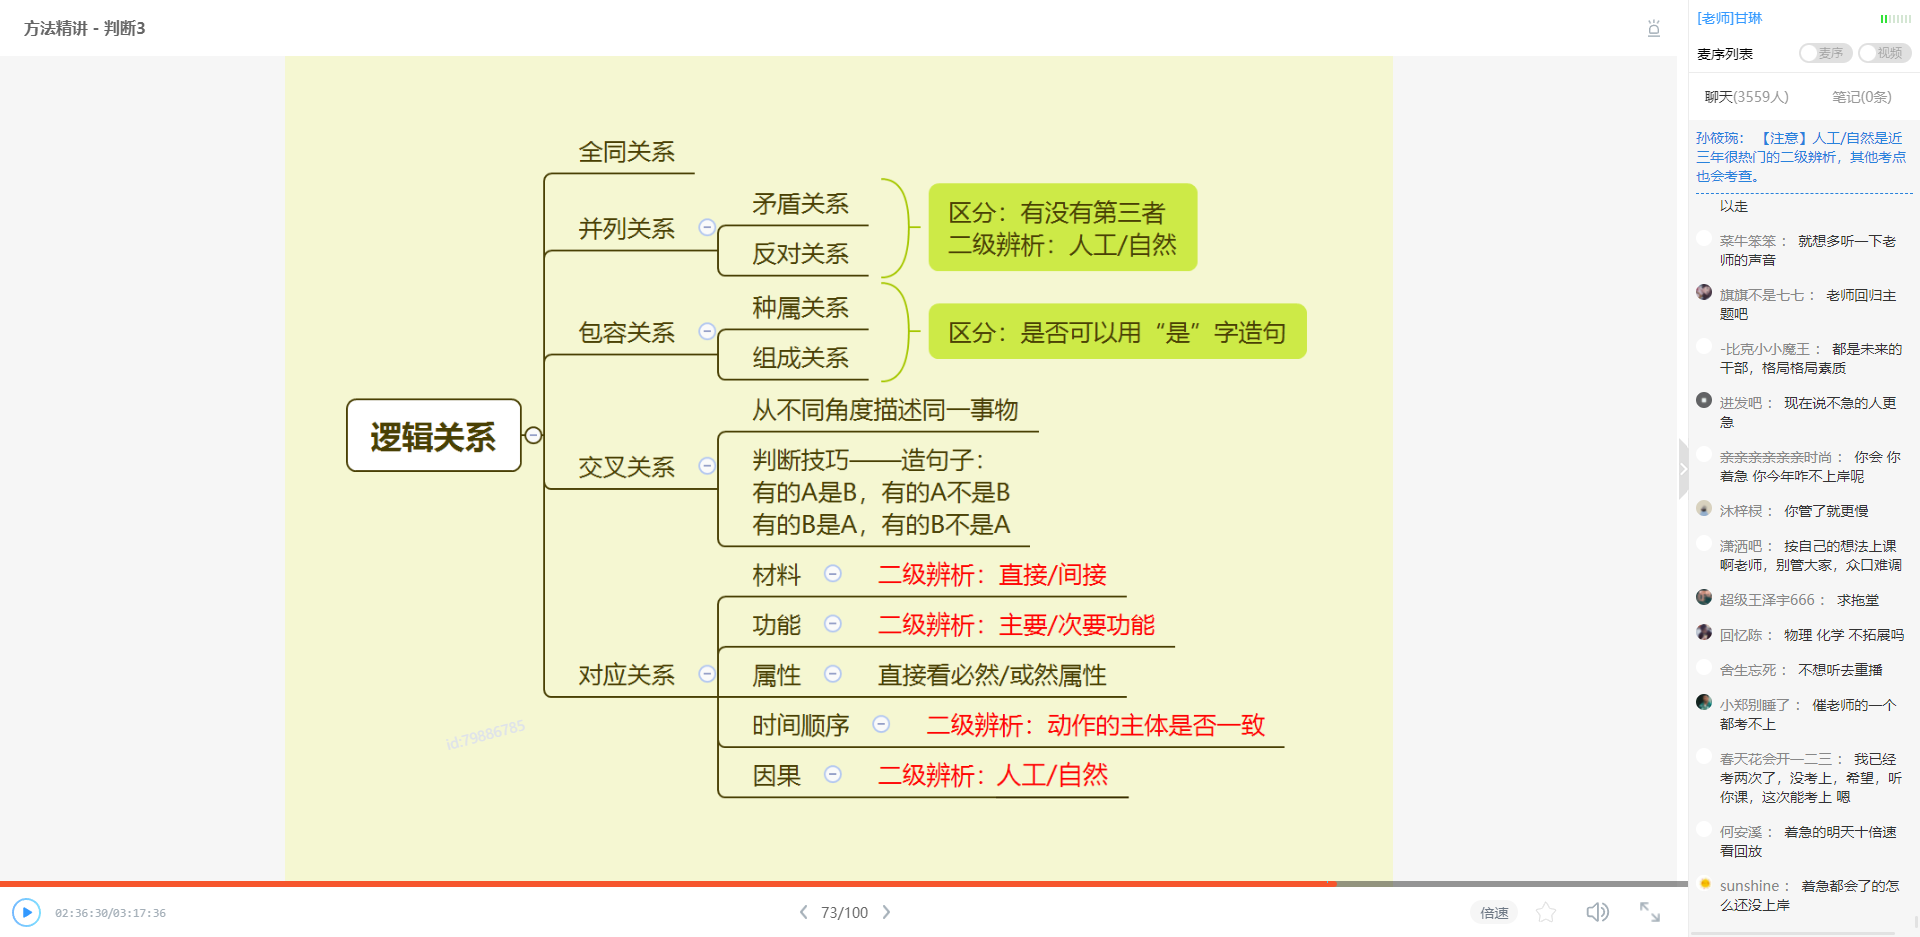 方法精讲 - 判断3
全同关系
并列关系
矛盾关系
反对关系
区分：有没有第三者
二级辨析：人工/自然
包容关系
种属关系
组成关系
区分：是否可以用“是”字造句
逻辑关系
交叉关系
从不同角度描述同一事物
判断技巧——造句子：
有的A是B，有的A不是B
有的B是A，有的B不是A
对应关系
材料
二级辨析：直接/间接
功能
二级辨析：主要/次要功能
属性
直接看必然/或然属性
时间顺序
二级辨析：动作的主体是否一致
因果
二级辨析：人工/自然
id:79886785
02:36:30/03:17:36
73/100
倍速
[老师]甘琳
麦序列表
麦序
视频
聊天(3559人)
笔记(0条)
孙筱琬： 【注意】人工/自然是近
三年很热门的二级辨析，其他考点
也会考查。
以走
菜牛笨笨： 就想多听一下老
师的声音
旗旗不是七七： 老师回归主
题吧
-比克小小魔王： 都是未来的
干部，格局格局素质
进发吧： 现在说不急的人更
急
亲亲亲亲亲亲时尚： 你会 你
着急 你今年咋不上岸呢
沐梓棂： 你管了就更慢
潇洒吧： 按自己的想法上课
啊老师，别管大家，众口难调
超级王泽宇666： 求拖堂
回忆陈： 物理 化学 不拓展吗
舍生忘死： 不想听去重播
小郑别睡了： 催老师的一个
都考不上
春天花会开一二三： 我已经
考两次了，没考上，希望，听
你课，这次能考上 嗯
何安溪： 着急的明天十倍速
看回放
sunshine： 着急都会了的怎
么还没上岸